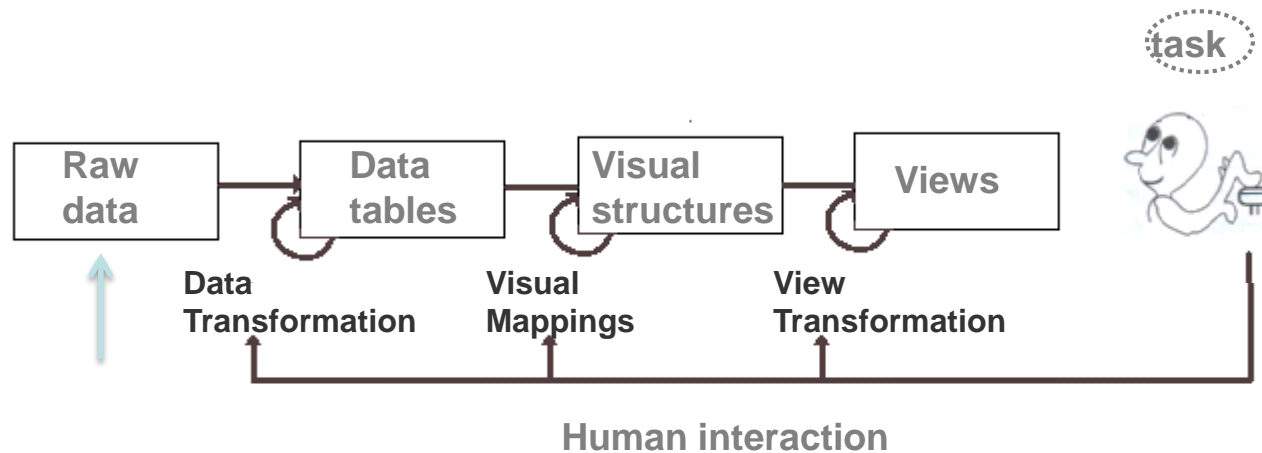 task
Raw
data
Data
tables
Visual
structures
Views
Data
Transformation
Visual
Mappings
View
Transformation
Human interaction